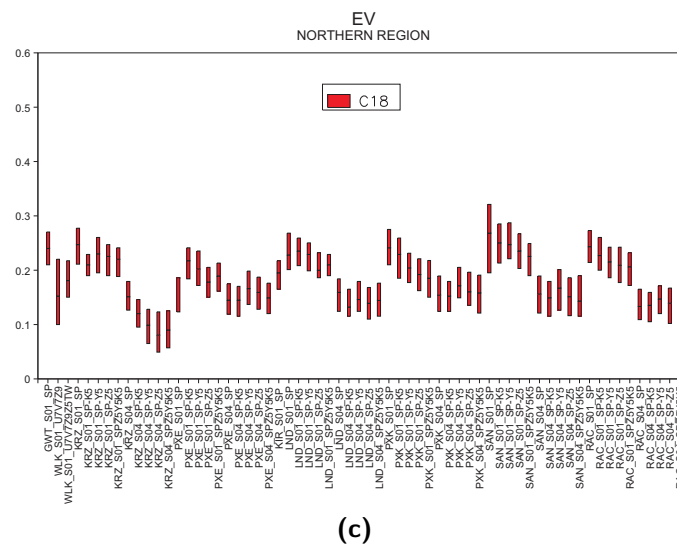 EV
NORTHERN REGION
0.6
0.5
0.4
0.3
0.2
0.1
0
C18
GWT_S01_SP
WLK_S01_U7V7Z9
WLK_S01_U7V7Z9Z5TW
KRZ_S01_SP
KRZ_S01_SP-K5
KRZ_S01_SP-Y5
KRZ_S01_SP-Z5
KRZ_S01_SPZ5Y5K5
KRZ_S04_SP
KRZ_S04_SP-K5
KRZ_S04_SP-Y5
KRZ_S04_SP-Z5
KRZ_S04_SPZ5Y5K5
PXE_S01_SP
PXE_S01_SP-K5
PXE_S01_SP-Y5
PXE_S01_SP-Z5
PXE_S01_SPZ5Y5K5
PXE_S04_SP
PXE_S04_SP-K5
PXE_S04_SP-Y5
PXE_S04_SP-Z5
PXE_S04_SPZ5Y5K5
KIR_S01_SP
LND_S01_SP
LND_S01_SP-K5
LND_S01_SP-Y5
LND_S01_SP-Z5
LND_S01_SPZ5Y5K5
LND_S04_SP
LND_S04_SP-K5
LND_S04_SP-Y5
LND_S04_SP-Z5
LND_S04_SPZ5Y5K5
PXK_S01_SP
PXK_S01_SP-K5
PXK_S01_SP-Y5
PXK_S01_SP-Z5
PXK_S01_SPZ5Y5K5
PXK_S04_SP
PXK_S04_SP-K5
PXK_S04_SP-Y5
PXK_S04_SP-Z5
PXK_S04_SPZ5Y5K5
SAN_S01_SP
SAN_S01_SP-K5
SAN_S01_SP-Y5
SAN_S01_SP-Z5
SAN_S01_SPZ5Y5K5
SAN_S04_SP
SAN_S04_SP-K5
SAN_S04_SP-Y5
SAN_S04_SP-Z5
SAN_S04_SPZ5Y5K5
RAC_S01_SP
RAC_S01_SP-K5
RAC_S01_SP-Y5
RAC_S01_SP-Z5
RAC_S01_SPZ5Y5K5
RAC_S04_SP
RAC_S04_SP-K5
RAC_S04_SP-Y5
RAC_S04_SP-Z5
(c)